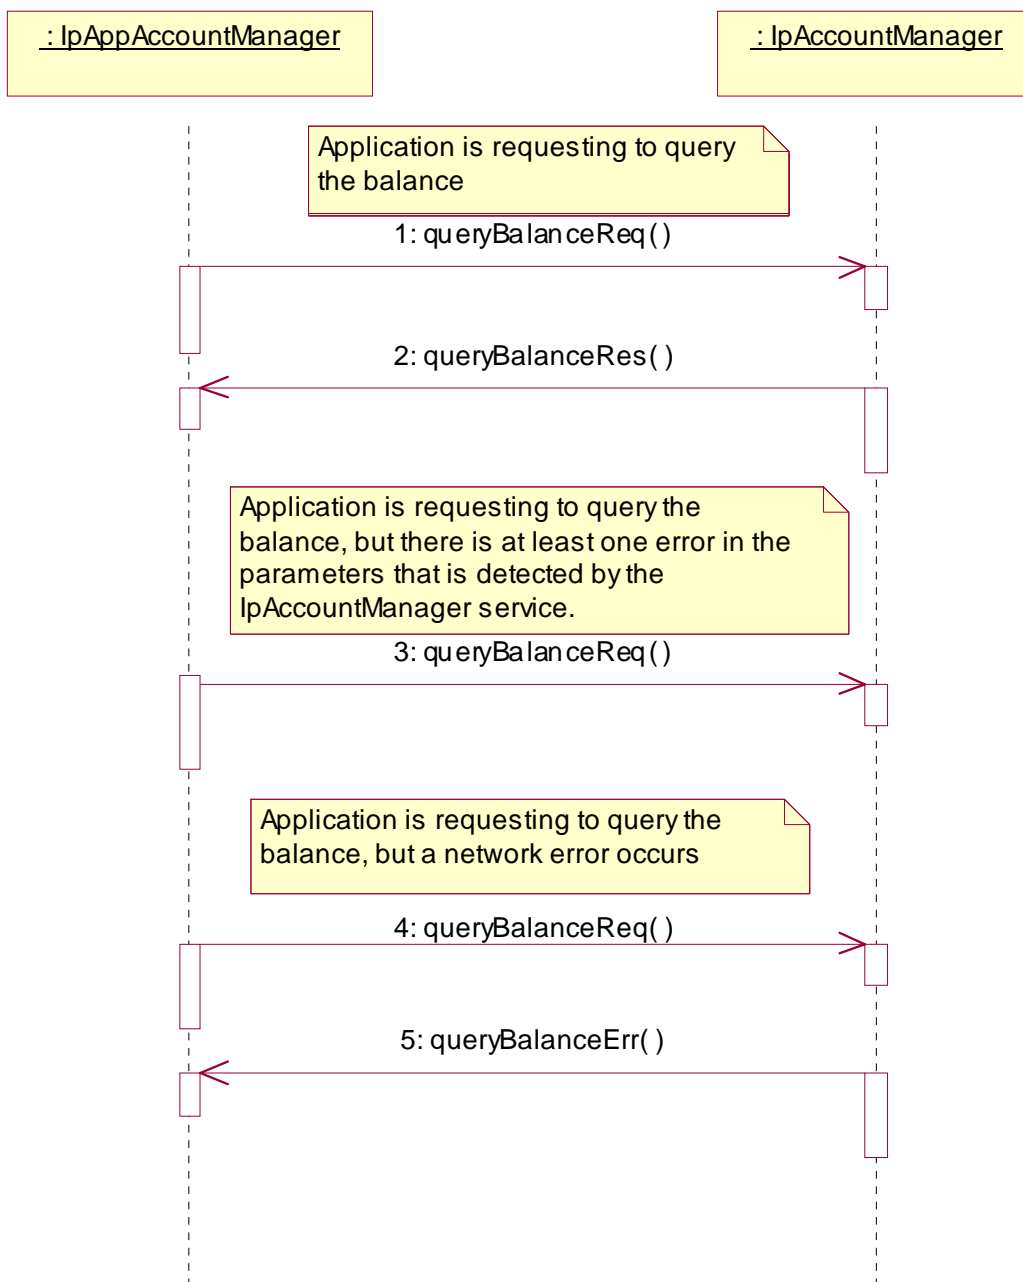 : IpAppAccountManager
: IpAccountManager
Application is requesting to query
the balance
1: queryBalanceReq( )
2: queryBalanceRes( )
Application is requesting to query the
balance, but there is at least one error in the
parameters that is detected by the
IpAccountManager service.
3: queryBalanceReq( )
Application is requesting to query the
balance, but a network error occurs
4: queryBalanceReq( )
5: queryBalanceErr( )